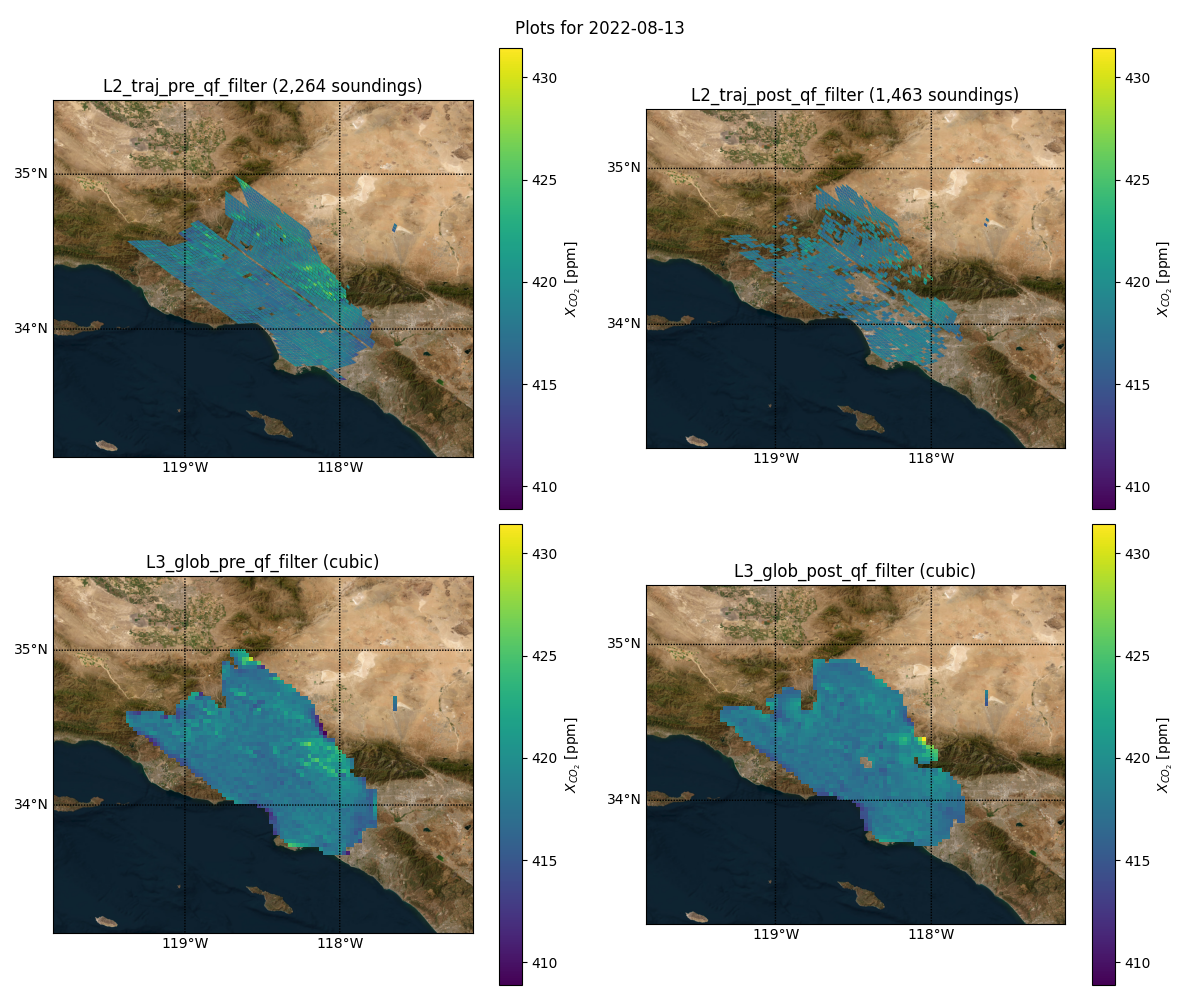 Plots for 2022-08-13
L2_traj_pre_qf_filter (2,264 soundings)
35°N
34°N
119°W 118°W
430
425
420
415
410
X_CO2 [ppm]
L2_traj_post_qf_filter (1,463 soundings)
35°N
34°N
119°W 118°W
430
425
420
415
410
X_CO2 [ppm]
L3_glob_pre_qf_filter (cubic)
35°N
34°N
119°W 118°W
430
425
420
415
410
X_CO2 [ppm]
L3_glob_post_qf_filter (cubic)
35°N
34°N
119°W 118°W
430
425
420
415
410
X_CO2 [ppm]